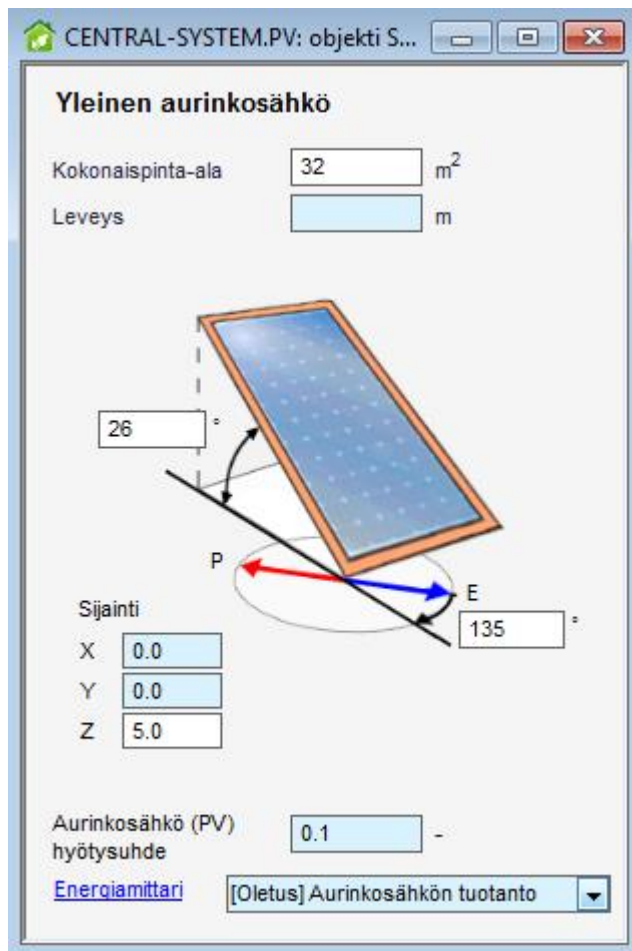 CENTRAL-SYSTEM.PV: objekti S...
Yleinen aurinkosähkö
Kokonaispinta-ala 32 m²
Leveys m
26 °
P
E
135 °
Sijainti
X 0.0
Y 0.0
Z 5.0
Aurinkosähkö (PV)
hyötysuhde 0.1 -
Energiamittari [Oletus] Aurinkosähkön tuotanto